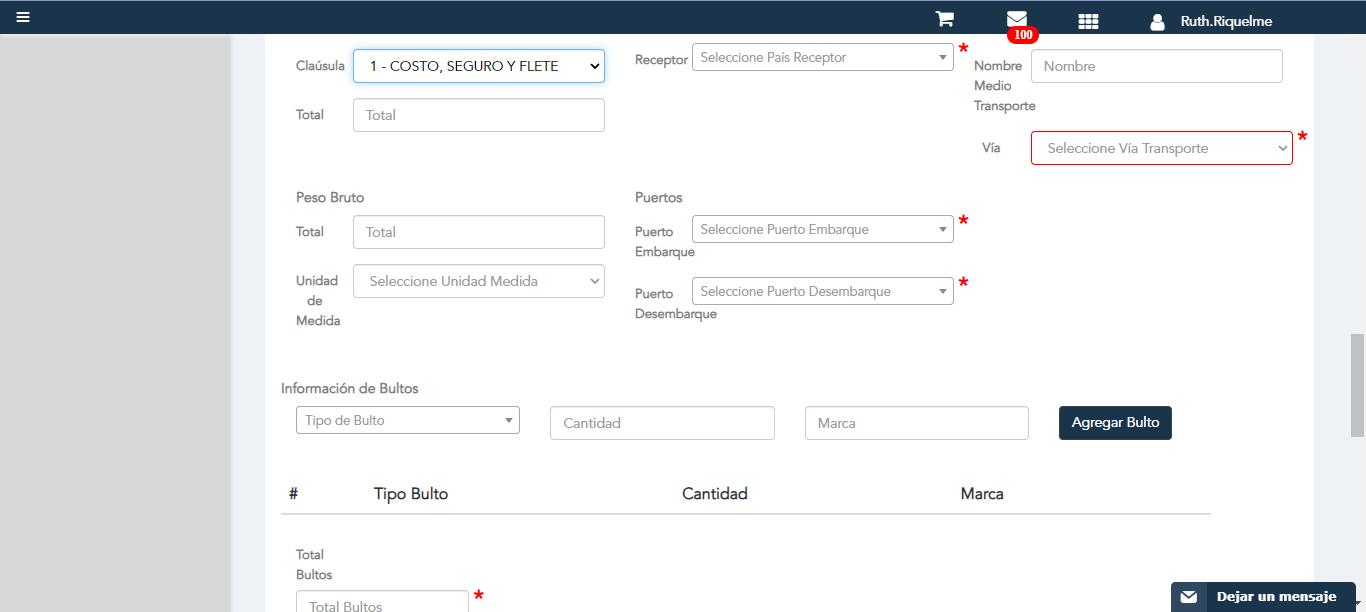 Ruth.Riquelme
100
Claúsula
1 - COSTO, SEGURO Y FLETE
Total
Total
Receptor
Seleccione País Receptor
*
Nombre
Medio
Transporte
Nombre
Vía
Seleccione Vía Transporte
*
Peso Bruto
Total
Total
Unidad
de
Medida
Seleccione Unidad Medida
Puertos
Puerto
Embarque
Seleccione Puerto Embarque
*
Puerto
Desembarque
Seleccione Puerto Desembarque
*
Información de Bultos
Tipo de Bulto
Cantidad
Marca
Agregar Bulto
# Tipo Bulto Cantidad Marca
Total
Bultos
Total Bultos
*
Dejar un mensaje